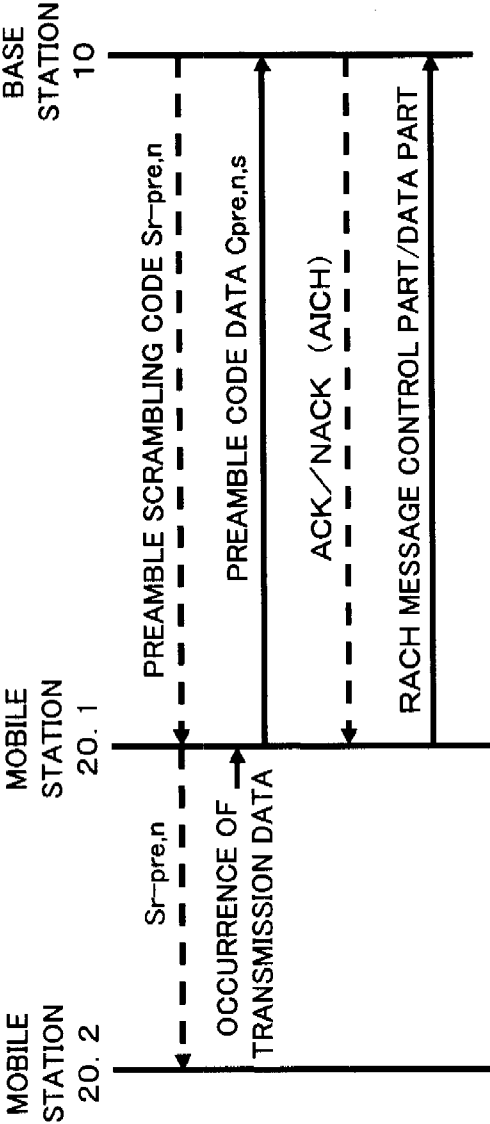 MOBILE
STATION
20. 2
MOBILE
STATION
20. 1
BASE
STATION
10
Sr-pre,n
PREAMBLE SCRAMBLING CODE Sr-pre,n
OCCURRENCE OF
TRANSMISSION DATA
PREAMBLE CODE DATA Cpre,n,s
ACK/NACK (AICH)
RACH MESSAGE CONTROL PART/DATA PART